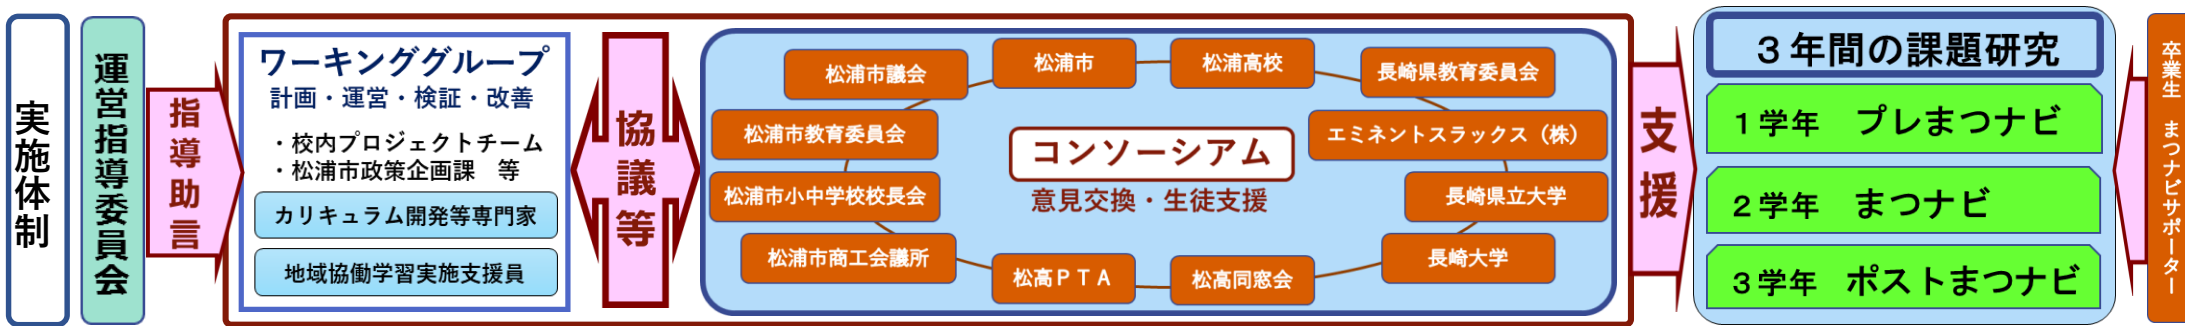 実施体制
運営指導委員会
指導助言
ワーキンググループ
計画・運営・検証・改善
・校内プロジェクトチーム
・松浦市政策企画課　等
カリキュラム開発等専門家
地域協働学習実施支援員
協議等
松浦市議会
松浦市
松浦高校
長崎県教育委員会
松浦市教育委員会
エミネントスラックス（株）
コンソーシアム
意見交換・生徒支援
松浦市小中学校校長会
長崎県立大学
松浦市商工会議所
長崎大学
松高ＰＴＡ
松高同窓会
支援
３年間の課題研究
１学年　プレまつナビ
２学年　まつナビ
３学年　ポストまつナビ
卒業生　まつナビサポーター